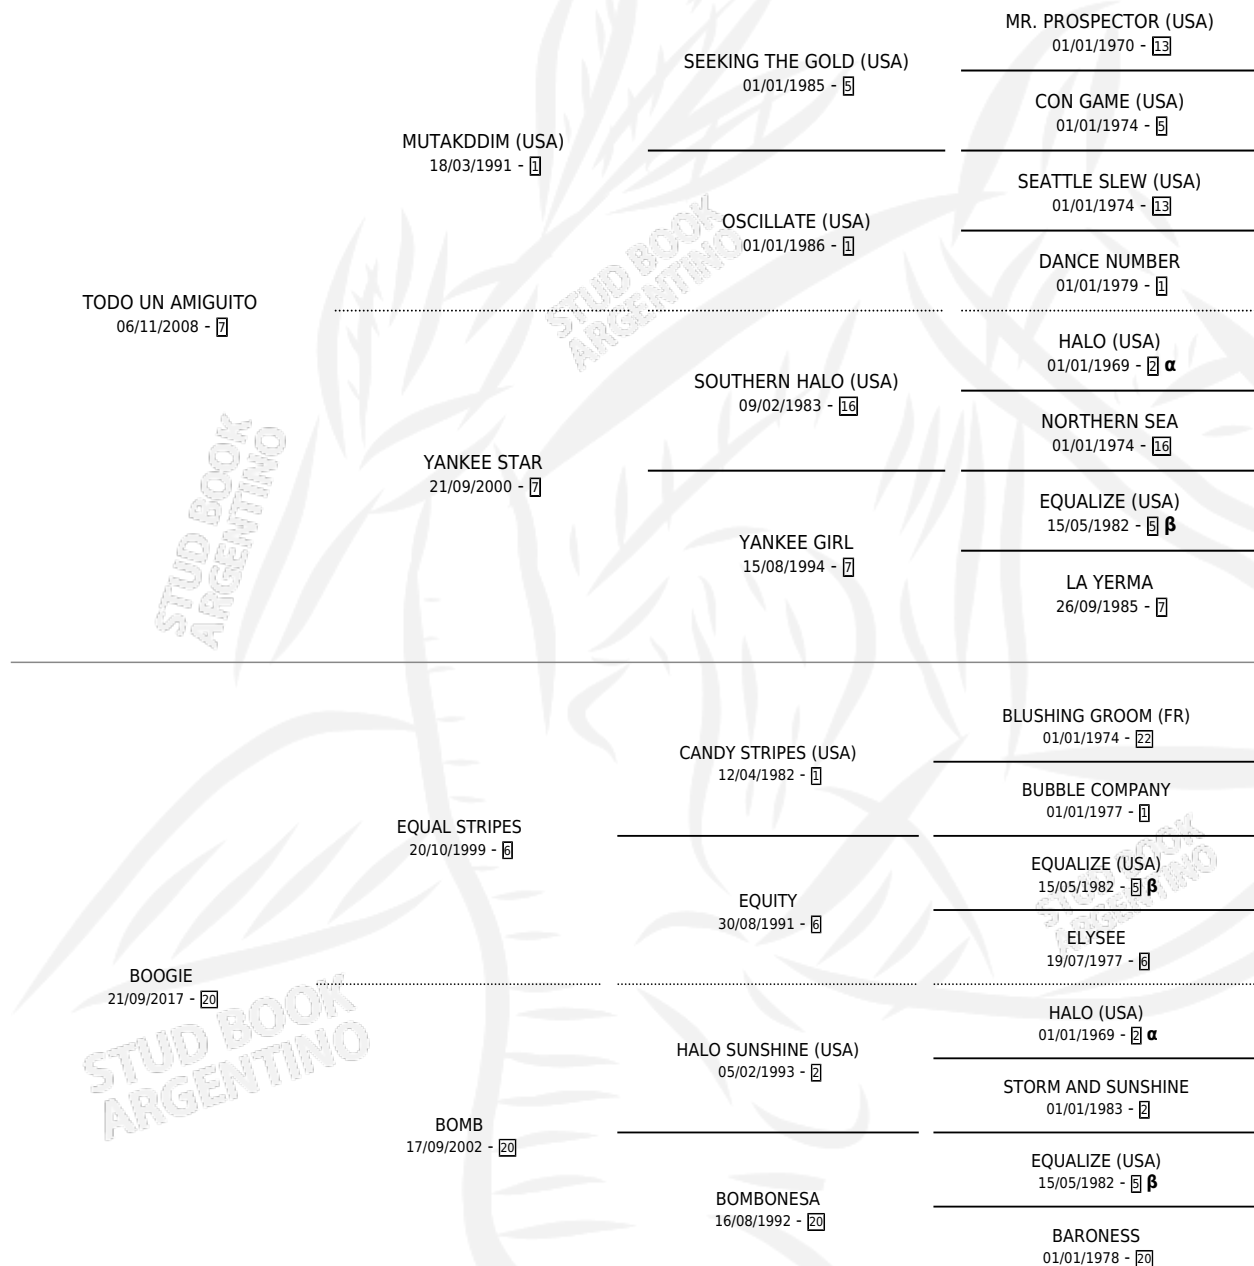 MR. PROSPECTOR (USA)
01/01/1970 - 13
SEEKING THE GOLD (USA)
01/01/1985 - 5
CON GAME (USA)
01/01/1974 - 5
MUTAKDDIM (USA)
18/03/1991 - 1
SEATTLE SLEW (USA)
01/01/1974 - 13
OSCILLATE (USA)
01/01/1986 - 1
DANCE NUMBER
01/01/1979 - 1
TODO UN AMIGUITO
06/11/2008 - 7
HALO (USA)
01/01/1969 - 2 α
SOUTHERN HALO (USA)
09/02/1983 - 16
NORTHERN SEA
01/01/1974 - 16
YANKEE STAR
21/09/2000 - 7
EQUALIZE (USA)
15/05/1982 - 5 β
YANKEE GIRL
15/08/1994 - 7
LA YERMA
26/09/1985 - 7
BLUSHING GROOM (FR)
01/01/1974 - 22
CANDY STRIPES (USA)
12/04/1982 - 1
BUBBLE COMPANY
01/01/1977 - 1
EQUAL STRIPES
20/10/1999 - 6
EQUALIZE (USA)
15/05/1982 - 5 β
EQUITY
30/08/1991 - 6
ELYSEE
19/07/1977 - 6
BOOGIE
21/09/2017 - 20
HALO (USA)
01/01/1969 - 2 α
HALO SUNSHINE (USA)
05/02/1993 - 2
STORM AND SUNSHINE
01/01/1983 - 2
BOMB
17/09/2002 - 20
EQUALIZE (USA)
15/05/1982 - 5 β
BOMBONESA
16/08/1992 - 20
BARONESS
01/01/1978 - 20
STUD BOOK
ARGENTINO
STUD BOOK
ARGENTINO
STUD BOOK
ARGENTINO
STUD BOOK
ARGENTINO